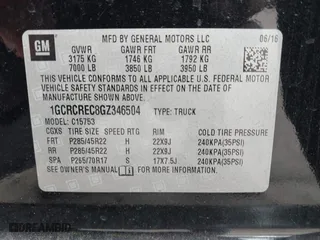 GM
MFD BY GENERAL MOTORS LLC 06/16
GVWR GAWR FRT GAWR RR
3175 KG 1746 KG 1792 KG
7000 LB 3850 LB 3950 LB
THIS VEHICLE CONFORMS TO ALL APPLICABLE U.S. FEDERAL MOTOR
VEHICLE SAFETY STANDARDS IN EFFECT ON THE DATE OF
MANUFACTURE SHOWN ABOVE.
1GCRCREC8GZ346504 TYPE: TRUCK
MODEL: C15753
CGXS TIRE SIZE SPEED RTG RIM COLD TIRE PRESSURE
FRT P285/45R22 H 22X9J 240KPA(35PSI)
RR P285/45R22 H 22X9J 240KPA(35PSI)
SPA P265/70R17 S 17X7.5J 240KPA(35PSI)
SEE OWNER'S MANUAL FOR MORE INFORMATION.